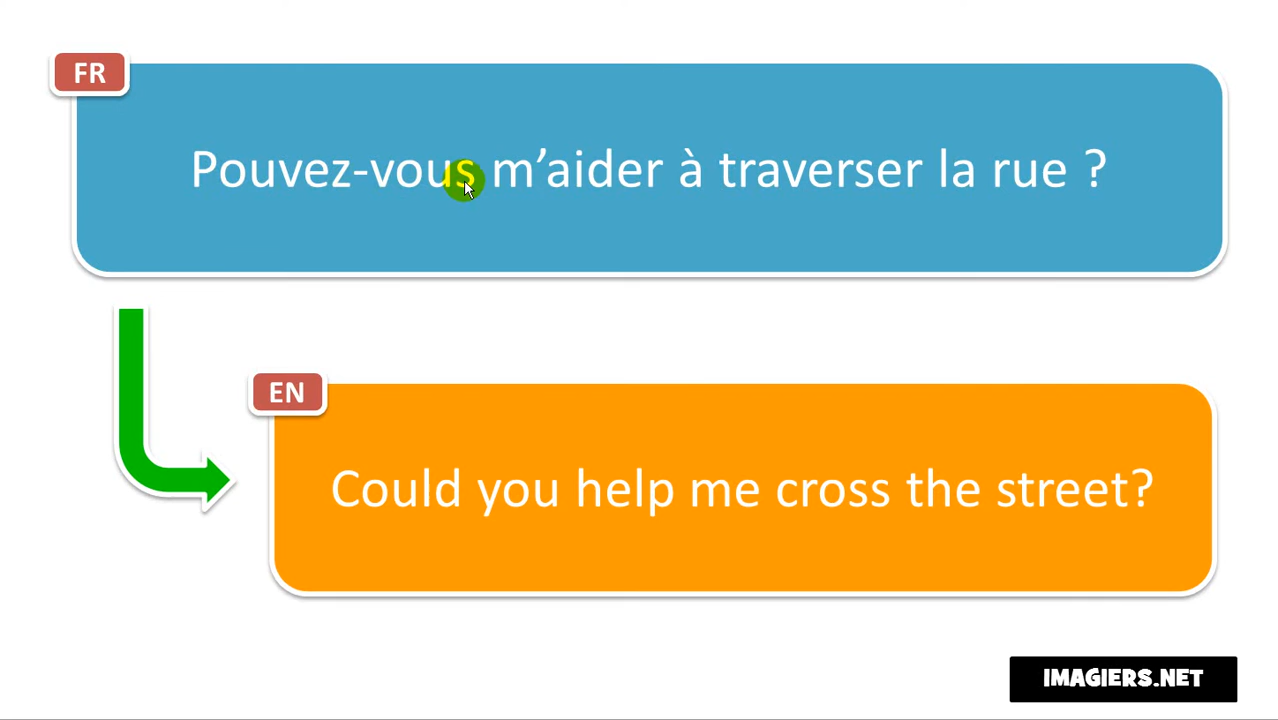 FR
Pouvez-vous m’aider à traverser la rue ?
EN
Could you help me cross the street?
IMAGIERS.NET